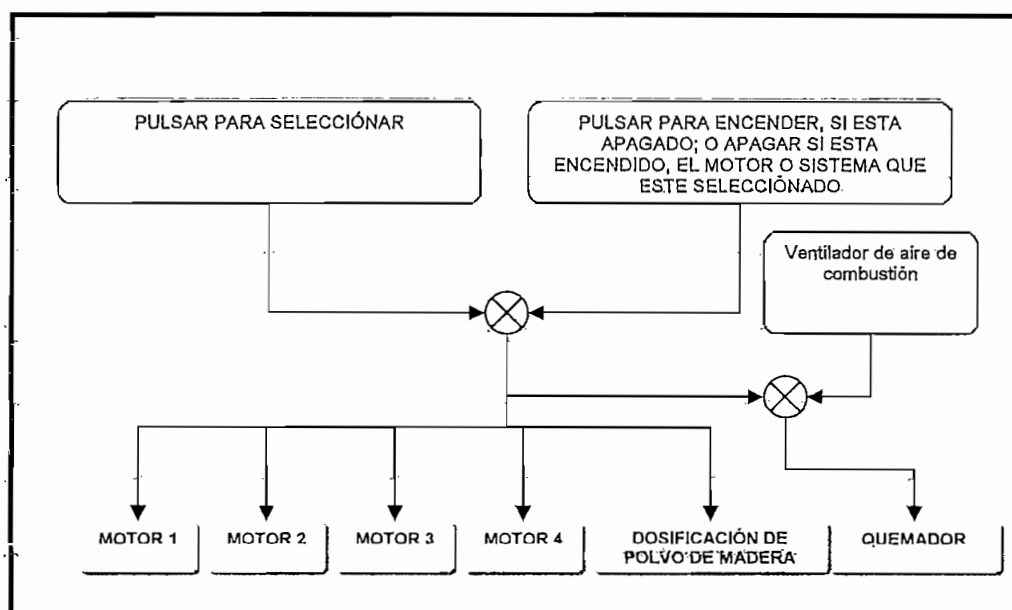 PULSAR PARA SELECCIÓNAR
PULSAR PARA ENCENDER, SI ESTA
APAGADO; O APAGAR SI ESTA
ENCENDIDO, EL MOTOR O SISTEMA QUE
ESTE SELECCIÓNADO.
Ventilador de aire de
combustión
MOTOR 1
MOTOR 2
MOTOR 3
MOTOR 4
DOSIFICACIÓN DE
POLVO DE MADERA
QUEMADOR